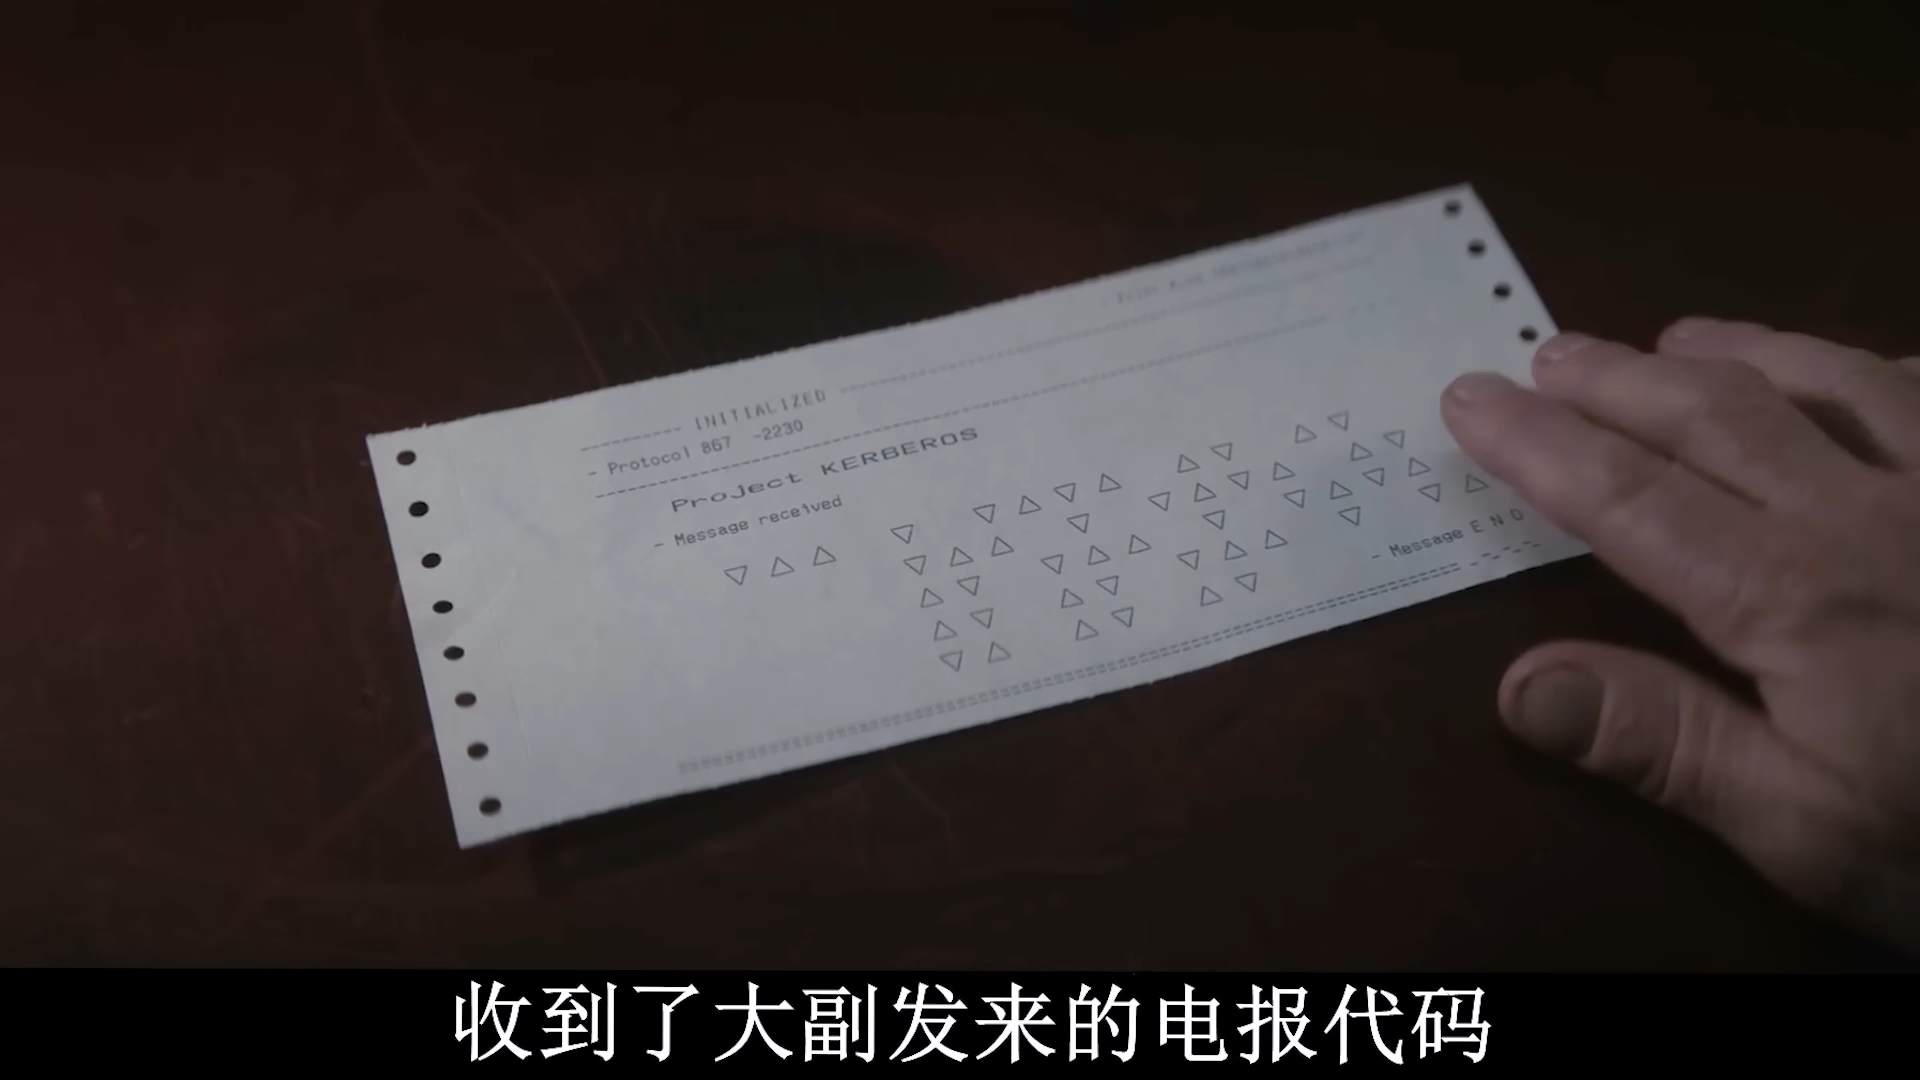 INITIALIZED
- Protocol 867 -2230
Project KERBEROS
- Message received
- Message E N D
收到了大副发来的电报代码